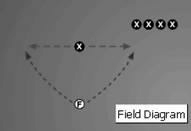 X X X X
X
F
Field Diagram